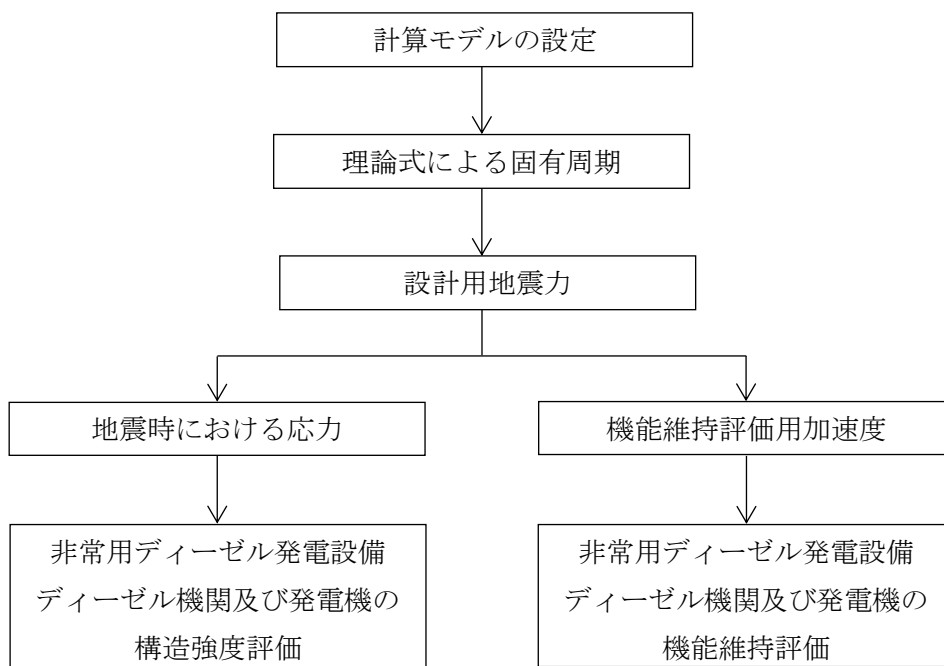 計算モデルの設定
理論式による固有周期
設計用地震力
地震時における応力
機能維持評価用加速度
非常用ディーゼル発電設備
ディーゼル機関及び発電機の
構造強度評価
非常用ディーゼル発電設備
ディーゼル機関及び発電機の
機能維持評価